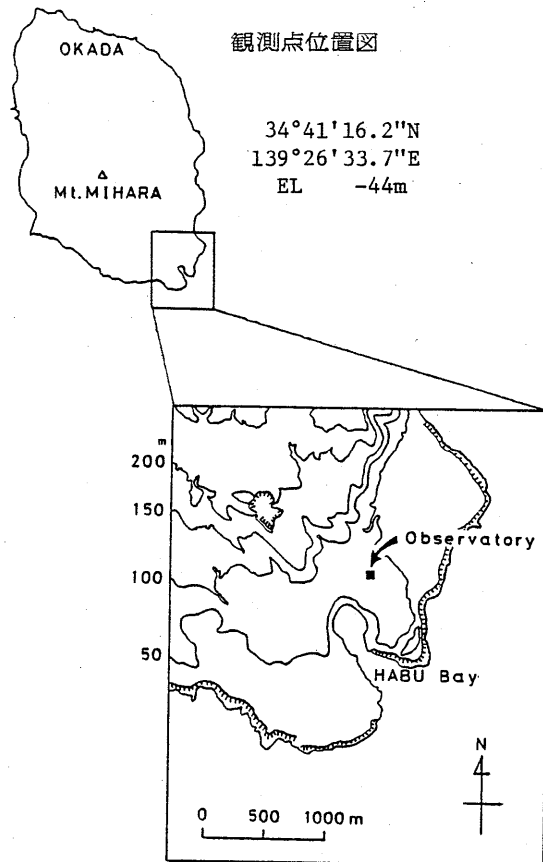 観測点位置図
OKADA
34°41'16.2"N
139°26'33.7"E
EL -44m
Mt.MIHARA
m
200
150
100
50
Observatory
HABU Bay
N
0 500 1000m